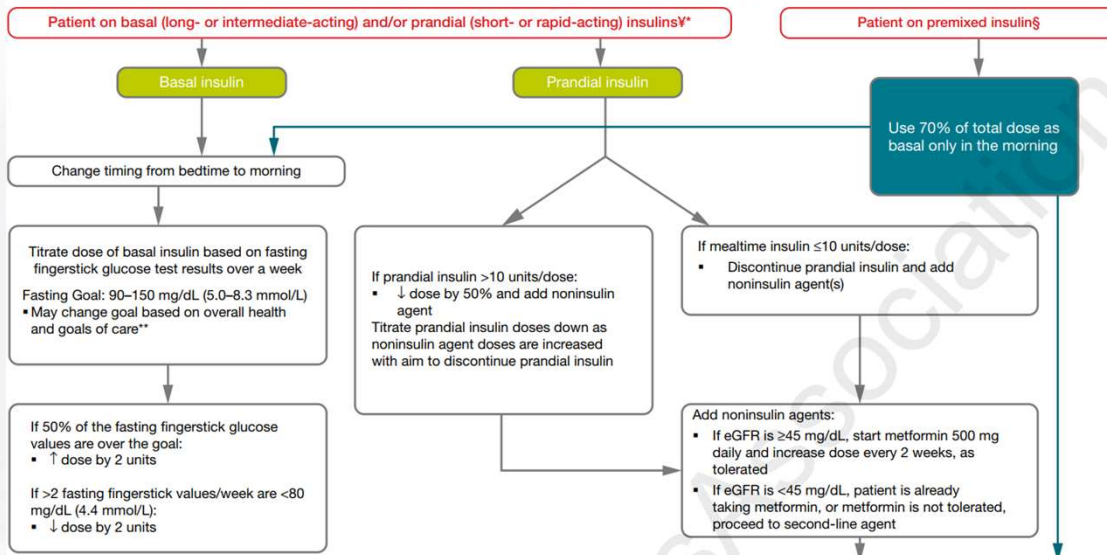 Patient on basal (long- or intermediate-acting) and/or prandial (short- or rapid-acting) insulins¥*
Patient on premixed insulin§
Basal insulin
Prandial insulin
Use 70% of total dose as
basal only in the morning
Change timing from bedtime to morning
Titrate dose of basal insulin based on fasting
fingerstick glucose test results over a week
Fasting Goal: 90–150 mg/dL (5.0–8.3 mmol/L)
▪ May change goal based on overall health
and goals of care**
If prandial insulin >10 units/dose:
▪ ↓ dose by 50% and add noninsulin
agent
Titrate prandial insulin doses down as
noninsulin agent doses are increased
with aim to discontinue prandial insulin
If mealtime insulin ≤10 units/dose:
▪ Discontinue prandial insulin and add
noninsulin agent(s)
If 50% of the fasting fingerstick glucose
values are over the goal:
▪ ↑ dose by 2 units
If >2 fasting fingerstick values/week are <80
mg/dL (4.4 mmol/L):
▪ ↓ dose by 2 units
Add noninsulin agents:
▪ If eGFR is ≥45 mg/dL, start metformin 500 mg
daily and increase dose every 2 weeks, as
tolerated
▪ If eGFR is <45 mg/dL, patient is already
taking metformin, or metformin is not tolerated,
proceed to second-line agent
Association